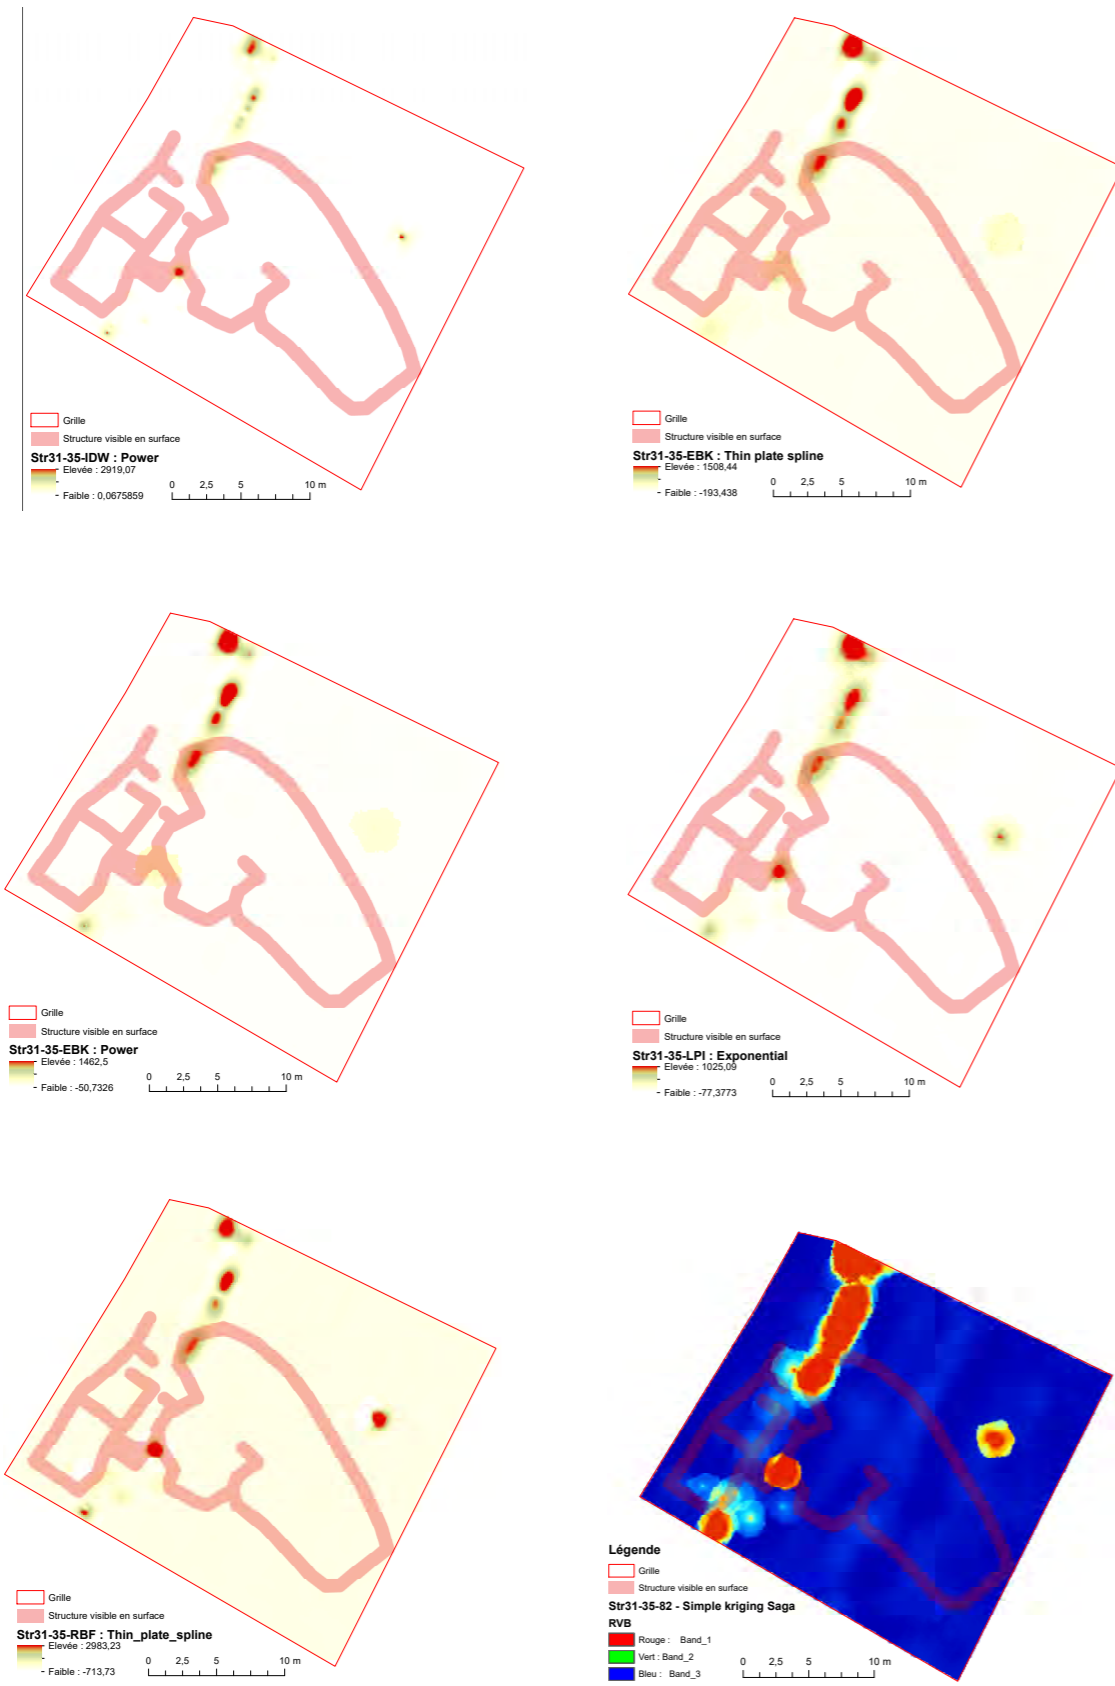 Grille
Structure visible en surface
Str31-35-IDW : Power
Elevée : 2919,07
Faible : 0,0675859
0 2,5 5 10 m
Grille
Structure visible en surface
Str31-35-EBK : Thin plate spline
Elevée : 1508,44
Faible : -193,438
0 2,5 5 10 m
Grille
Structure visible en surface
Str31-35-EBK : Power
Elevée : 1462,5
Faible : -50,7326
0 2,5 5 10 m
Grille
Structure visible en surface
Str31-35-LPI : Exponential
Elevée : 1025,09
Faible : -77,3773
0 2,5 5 10 m
Grille
Structure visible en surface
Str31-35-RBF : Thin_plate_spline
Elevée : 2983,23
Faible : -713,73
0 2,5 5 10 m
Légende
Grille
Structure visible en surface
Str31-35-82 - Simple kriging Saga
RVB
Rouge : Band_1
Vert : Band_2
Bleu : Band_3
0 2,5 5 10 m